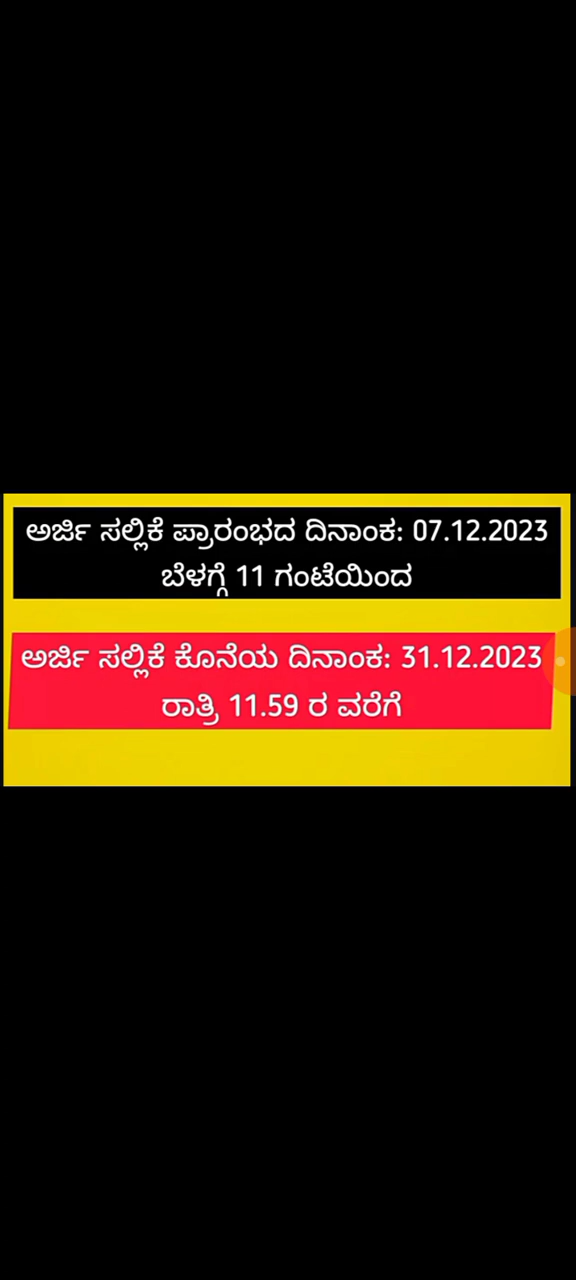 ಅರ್ಜಿ ಸಲ್ಲಿಕೆ ಪ್ರಾರಂಭದ ದಿನಾಂಕ: 07.12.2023
ಬೆಳಗ್ಗೆ 11 ಗಂಟೆಯಿಂದ
ಅರ್ಜಿ ಸಲ್ಲಿಕೆ ಕೊನೆಯ ದಿನಾಂಕ: 31.12.2023
ರಾತ್ರಿ 11.59 ರ ವರೆಗೆ